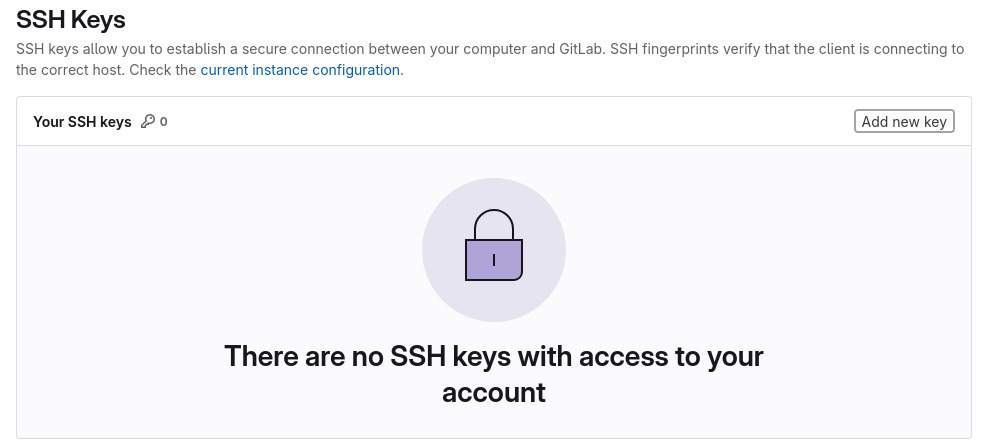 SSH Keys
SSH keys allow you to establish a secure connection between your computer and GitLab. SSH fingerprints verify that the client is connecting to
the correct host. Check the current instance configuration.
Your SSH keys 0
Add new key
There are no SSH keys with access to your
account